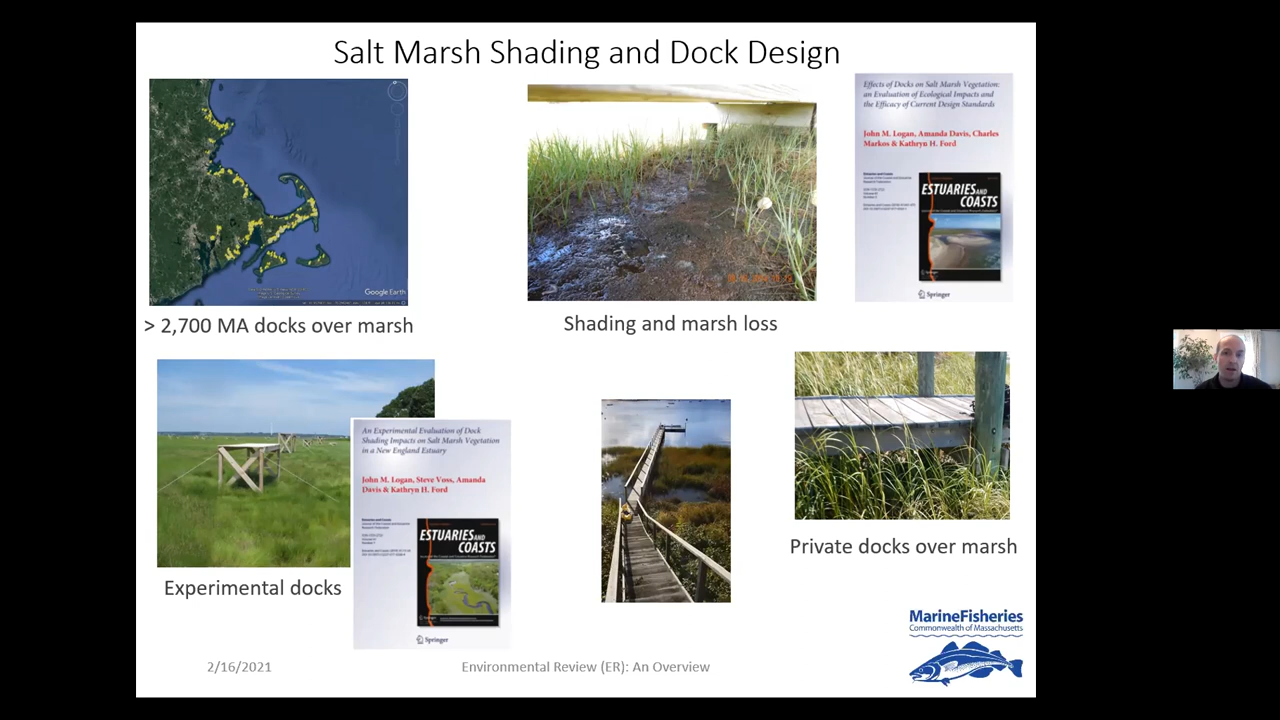 Salt Marsh Shading and Dock Design
Google Earth
> 2,700 MA docks over marsh
Shading and marsh loss
Effects of Docks on Salt Marsh Vegetation:
an Evaluation of Ecological Impacts and
the Efficacy of Current Design Standards
John M. Logan, Amanda Davis, Charles
Markos & Kathryn H. Ford
ESTUARIES AND
COASTS
Springer
Experimental docks
An Experimental Evaluation of Dock
Shading Impacts on Salt Marsh Vegetation
in a New England Estuary
John M. Logan, Steve Voss, Amanda
Davis & Kathryn H. Ford
ESTUARIES AND
COASTS
Springer
Private docks over marsh
MarineFisheries
Commonwealth of Massachusetts
2/16/2021
Environmental Review (ER): An Overview